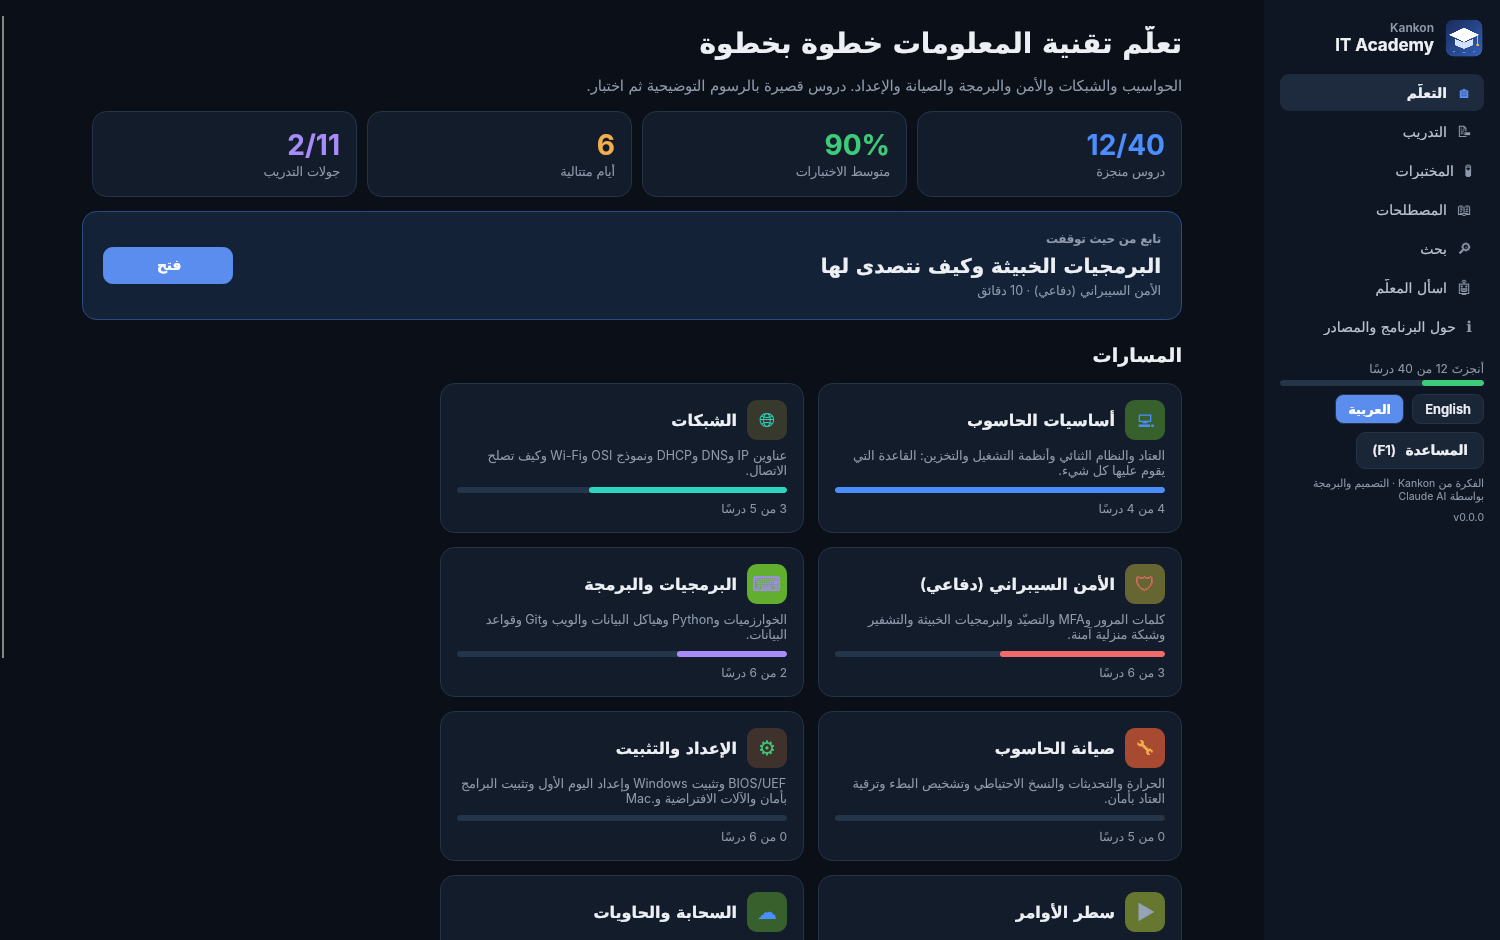 Kankon
IT Academy
التعلّم
التدريب
المختبرات
المصطلحات
بحث
اسأل المعلّم
حول البرنامج والمصادر
أنجزت 12 من 40 درسًا
English
العربية
المساعدة (F1)
الفكرة من Kankon · التصميم والبرمجة
بواسطة Claude AI
v0.0.0
تعلّم تقنية المعلومات خطوة بخطوة
الحواسيب والشبكات والأمن والبرمجة والصيانة والإعداد. دروس قصيرة بالرسوم التوضيحية ثم اختبار.
12/40
دروس منجزة
90%
متوسط الاختبارات
6
أيام متتالية
2/11
جولات التدريب
تابع من حيث توقفت
البرمجيات الخبيثة وكيف نتصدى لها
الأمن السيبراني (دفاعي) · 10 دقائق
فتح
المسارات
أساسيات الحاسوب
العتاد والنظام الثنائي وأنظمة التشغيل والتخزين: القاعدة التي
يقوم عليها كل شيء.
4 من 4 درسًا
الشبكات
عناوين IP وDNS وDHCP ونموذج OSI وWi-Fi وكيف تصلح
الاتصال.
3 من 5 درسًا
الأمن السيبراني (دفاعي)
كلمات المرور وMFA والتصيّد والبرمجيات الخبيثة والتشفير
وشبكة منزلية آمنة.
3 من 6 درسًا
البرمجيات والبرمجة
الخوارزميات وPython وهياكل البيانات والويب وGit وقواعد
البيانات.
2 من 6 درسًا
صيانة الحاسوب
الحرارة والتحديثات والنسخ الاحتياطي وتشخيص البطء وترقية
العتاد بأمان.
0 من 5 درسًا
الإعداد والتثبيت
BIOS/UEF وتثبيت Windows وإعداد اليوم الأول وتثبيت البرامج
بأمان والآلات الافتراضية و.Mac
0 من 6 درسًا
سطر الأوامر
السحابة والحاويات